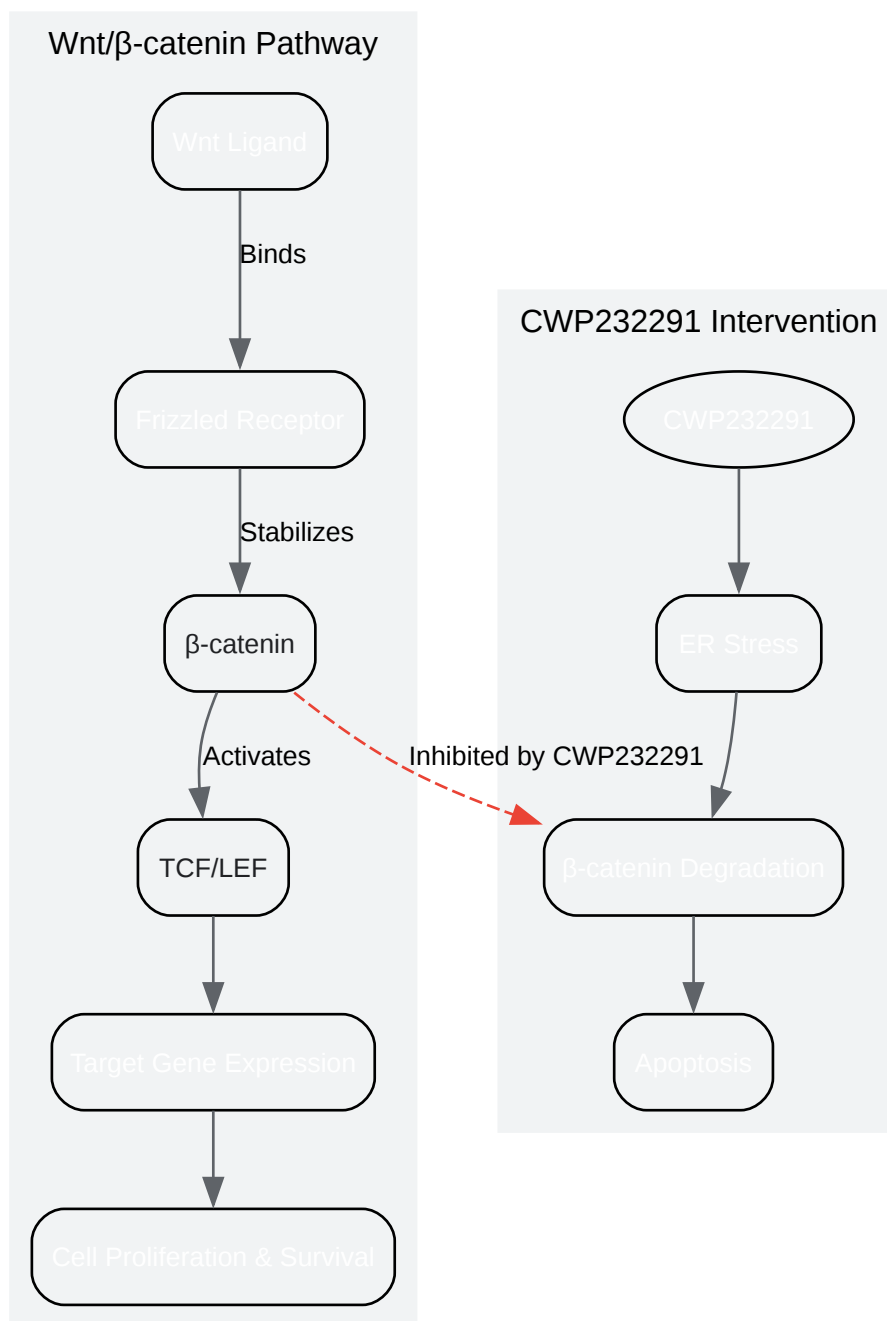 Wnt/β-catenin Pathway
Wnt Ligand
Binds
Frizzled Receptor
Stabilizes
β-catenin
Activates
TCF/LEF
Target Gene Expression
Cell Proliferation & Survival
CWP232291 Intervention
CWP232291
ER Stress
Inhibited by CWP232291
β-catenin Degradation
Apoptosis